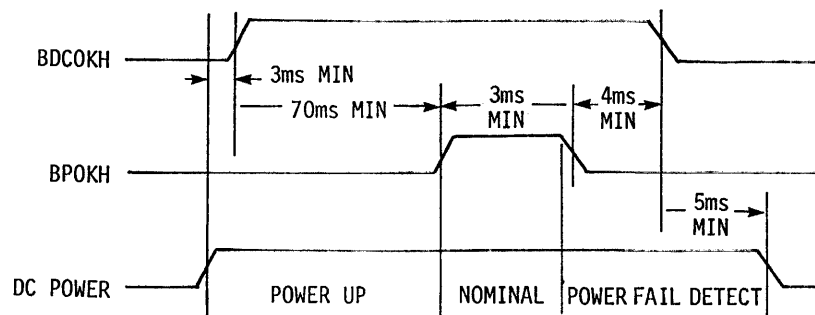 BDCOKH
3ms MIN
70ms MIN
3ms
MIN
4ms
MIN
BPOKH
5ms
MIN
DC POWER
POWER UP
NOMINAL
POWER FAIL DETECT